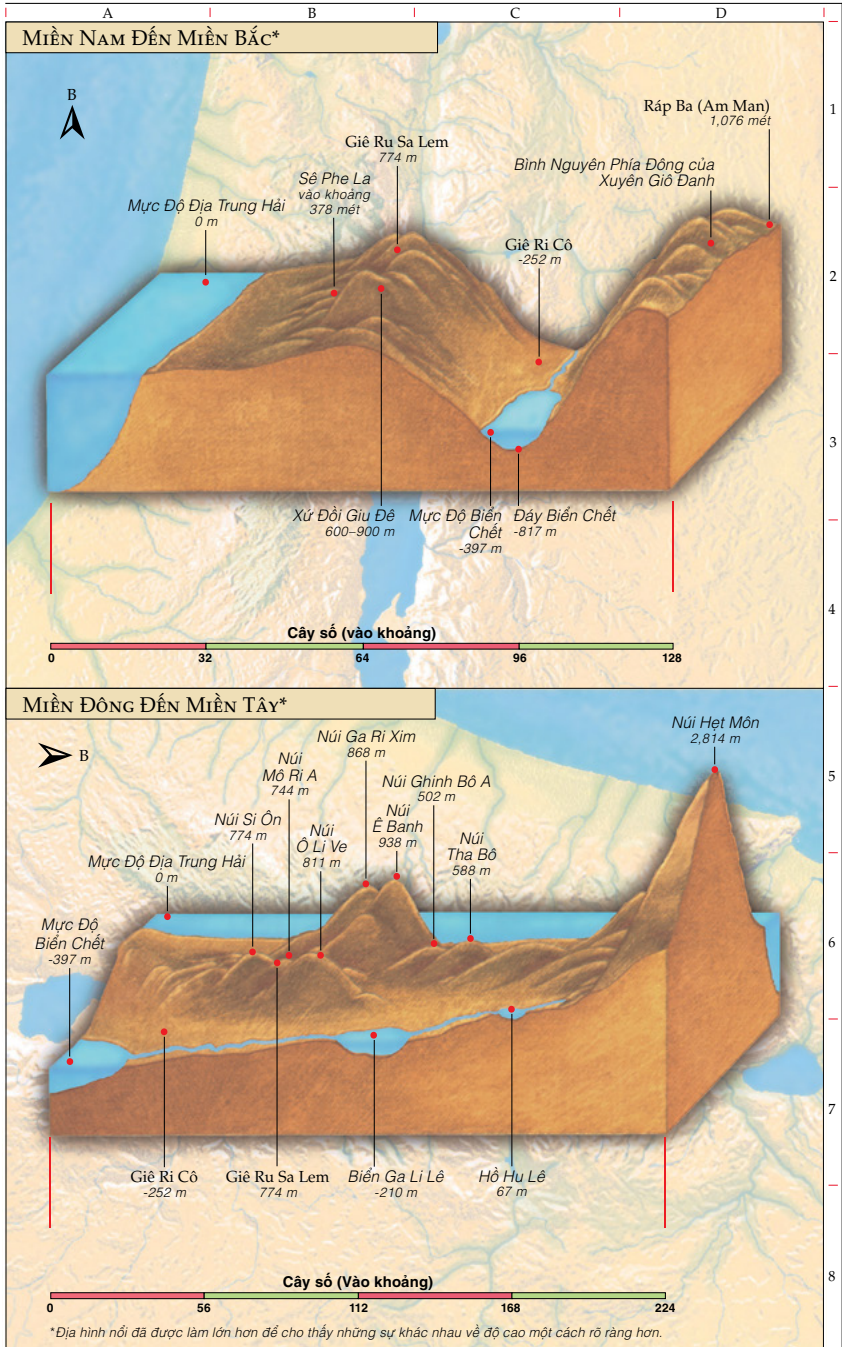 A B C D
MIỀN NAM ĐẾN MIỀN BẮC*
B
1
Ráp Ba (Am Man)
1,076 mét
Giê Ru Sa Lem
774 m
Bình Nguyên Phía Đông của
Xuyên Giô Đanh
Sê Phe La
vào khoảng
378 mét
Mực Độ Địa Trung Hải
0 m
Giê Ri Cô
-252 m
2
3
Xứ Đồi Giu Đê
600–900 m
Mực Độ Biển
Chết
-397 m
Đáy Biển Chết
-817 m
4
Cây số (vào khoảng)
0 32 64 96 128
MIỀN ĐÔNG ĐẾN MIỀN TÂY*
B
Núi Hẹt Môn
2,814 m
Núi Ga Ri Xim
868 m
5
Núi
Mô Ri A
744 m
Núi Ghinh Bô A
502 m
Núi Si Ôn
774 m
Núi
Ô Li Ve
811 m
Núi
Ê Banh
938 m
Núi
Tha Bô
588 m
Mực Độ Địa Trung Hải
0 m
Mực Độ
Biển Chết
-397 m
6
7
Giê Ri Cô
-252 m
Giê Ru Sa Lem
774 m
Biển Ga Li Lê
-210 m
Hồ Hu Lê
67 m
8
Cây số (Vào khoảng)
0 56 112 168 224
*Địa hình nổi đã được làm lớn hơn để cho thấy những sự khác nhau về độ cao một cách rõ ràng hơn.